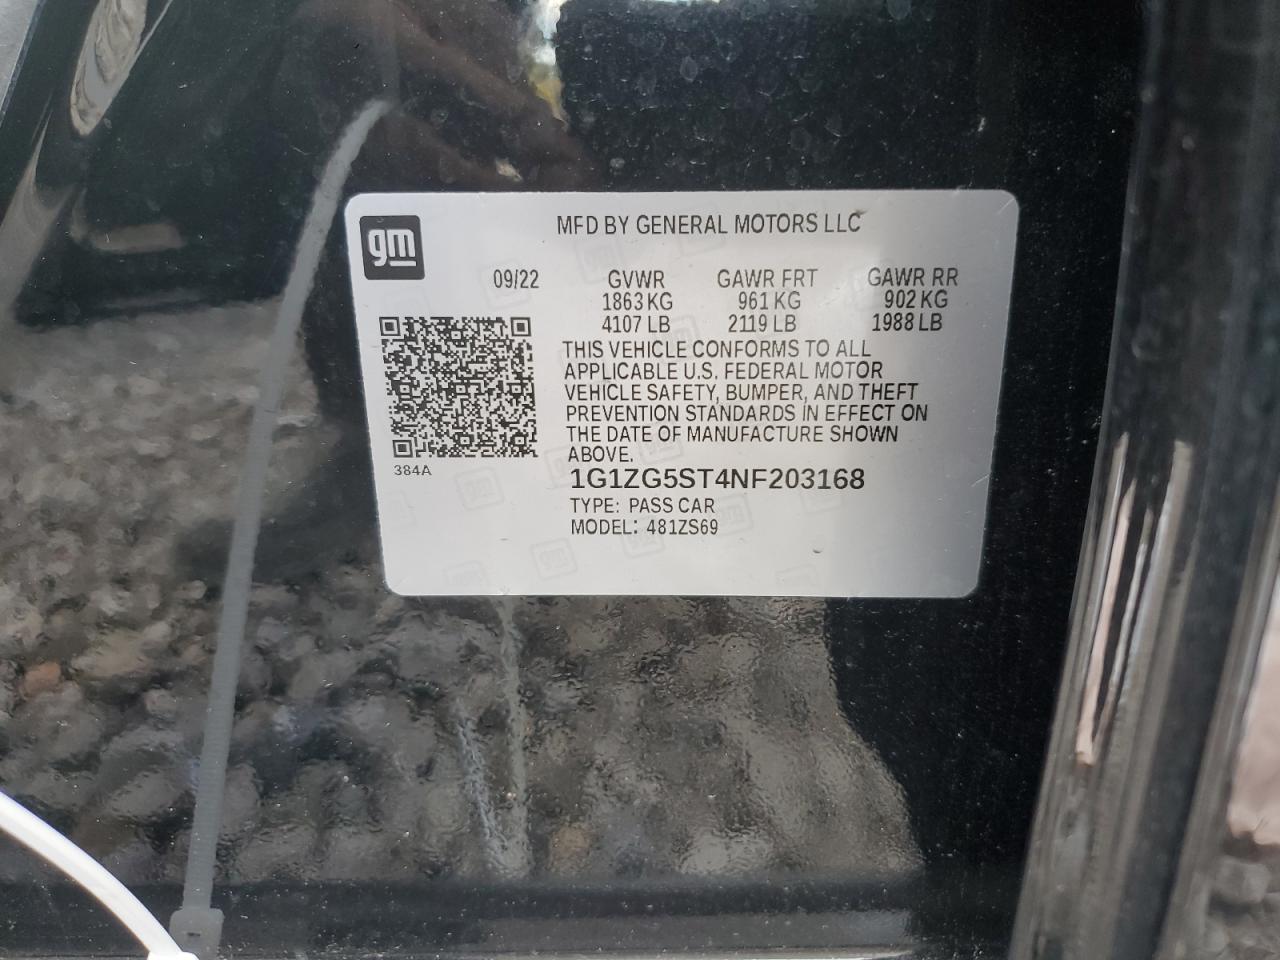 gm
MFD BY GENERAL MOTORS LLC
09/22 GVWR GAWR FRT GAWR RR
1863 KG 961 KG 902 KG
4107 LB 2119 LB 1988 LB
THIS VEHICLE CONFORMS TO ALL
APPLICABLE U.S. FEDERAL MOTOR
VEHICLE SAFETY, BUMPER, AND THEFT
PREVENTION STANDARDS IN EFFECT ON
THE DATE OF MANUFACTURE SHOWN
ABOVE.
384A
1G1ZG5ST4NF203168
TYPE: PASS CAR
MODEL: 481ZS69